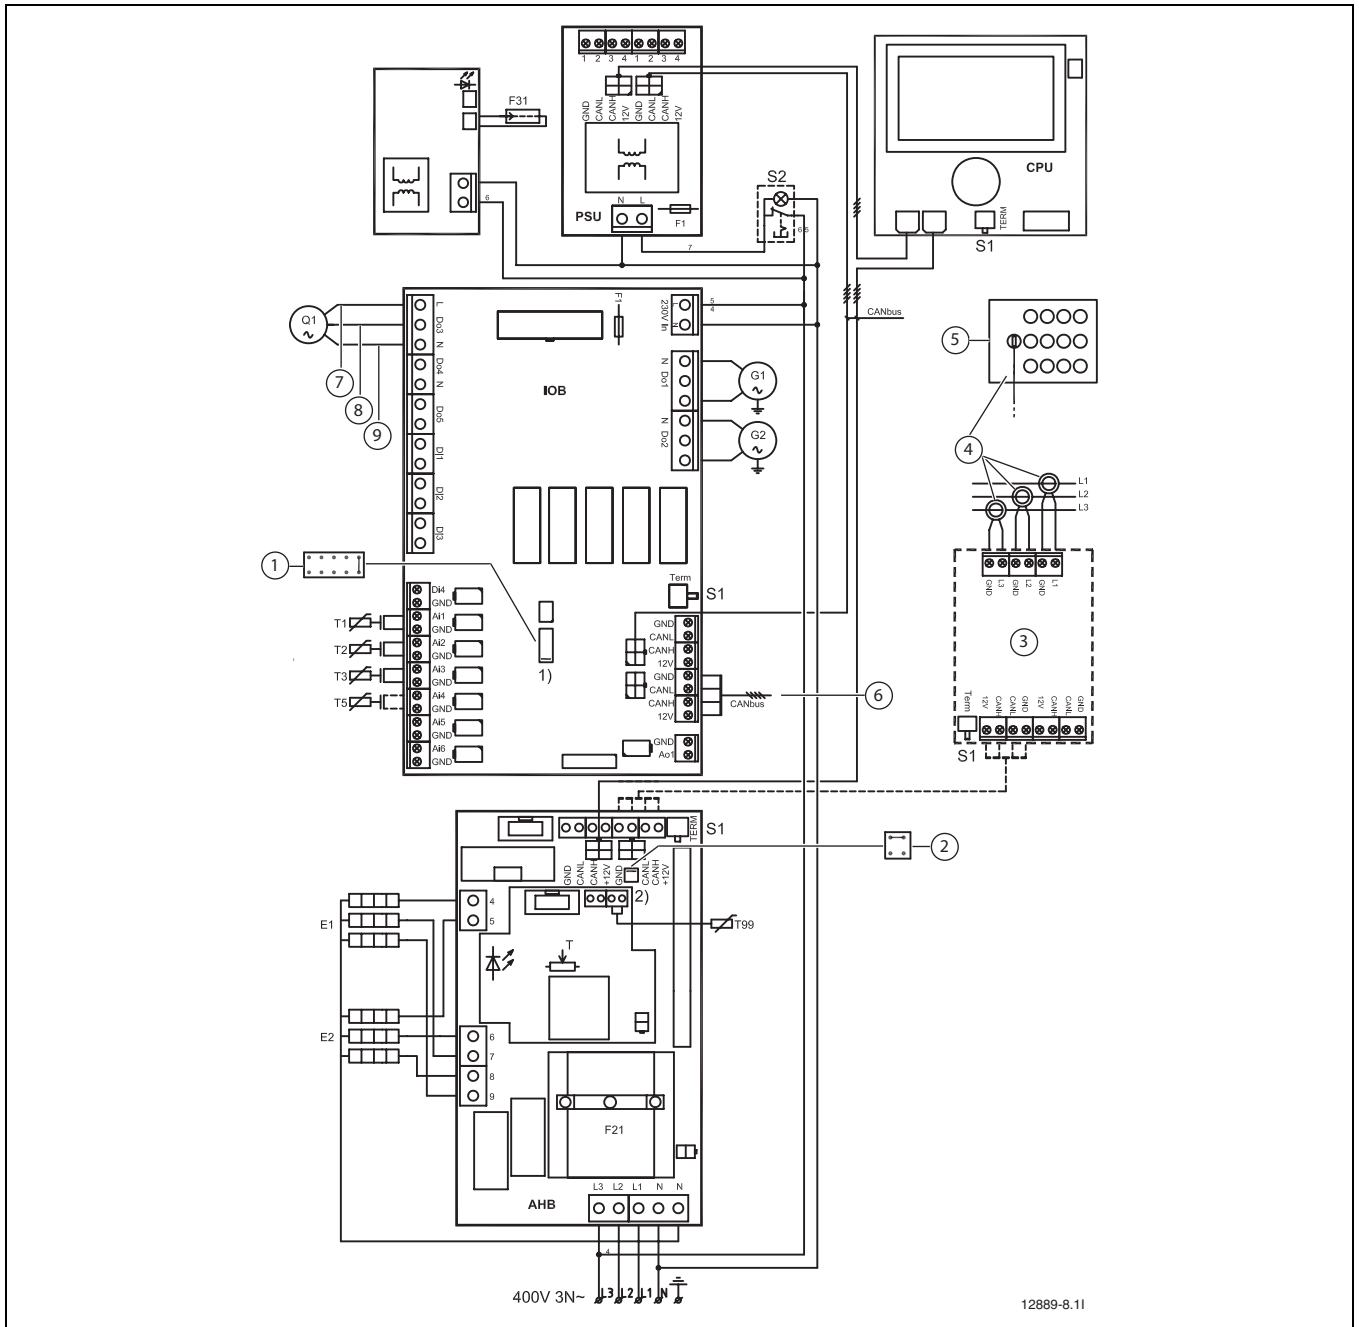 1 2 3 4 1 2 3 4
GND CANL CANH 12V GND CANL CANH 12V
F31
6
N L
PSU
F1
7
S2
6 5
CPU
TERM
S1
CANbus
Q1
7
8
9
L
Do3
N
Do4
N
Do5
DI1
DI2
DI3
F1
L
230V In
N
5
4
IOB
N
Do1
N
Do2
G1
G2
5
4
L1
L2
L3
GND L3 GND L2 GND L1
3
Term
12V CANH CANL GND 12V CANH CANL GND
S1
1
1)
Term
S1
Di4
GND
Ai1
GND
Ai2
GND
Ai3
GND
Ai4
GND
Ai5
GND
Ai6
GND
T1
T2
T3
T5
GND
CANL
CANH
12V
GND
CANL
CANH
12V
GND
Ao1
CANbus
6
TERM
S1
GND CANL CANH +12V GND CANL CANH +12V
2
2)
T99
T
E1
4
5
E2
6
7
8
9
F21
L3 L2 L1 N N
AHB
4
400V 3N~ L3 L2 L1 N
12889-8.1I